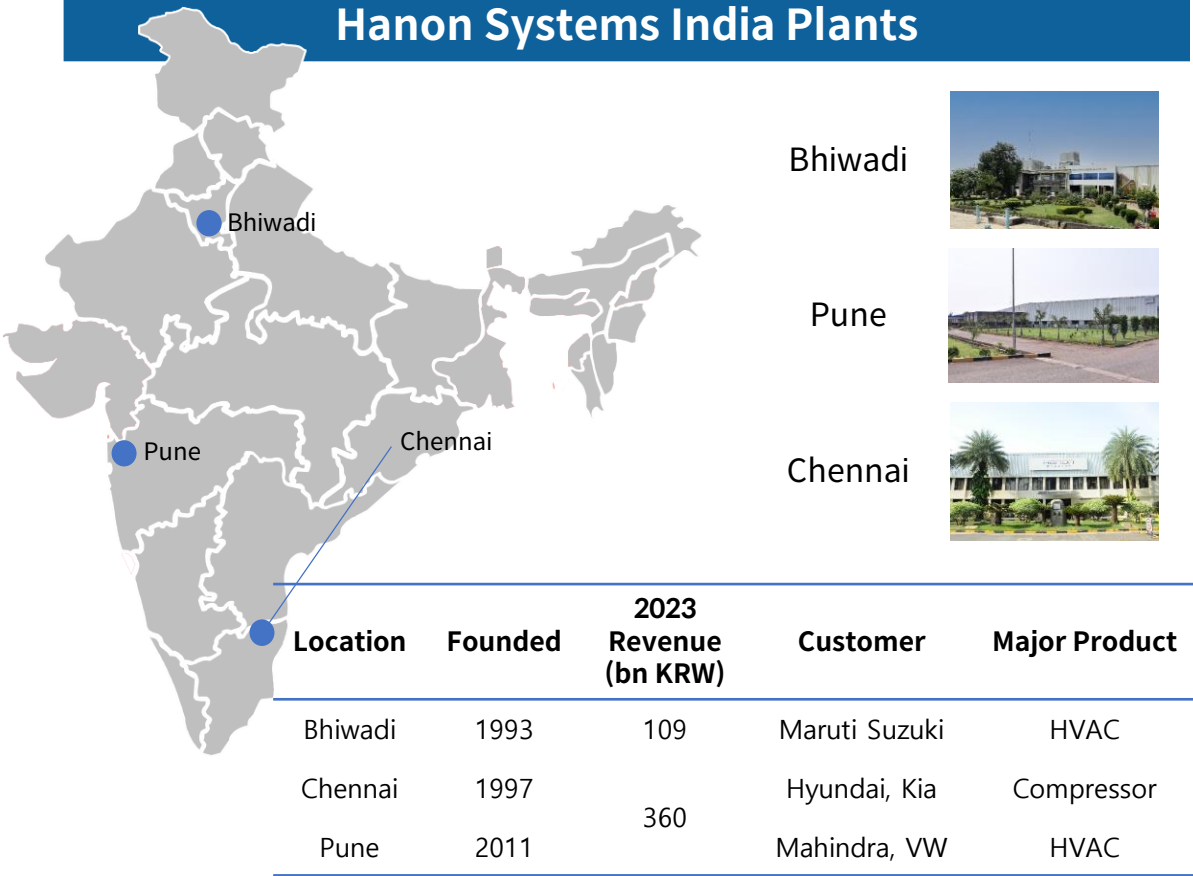 Hanon Systems India Plants
Bhiwadi
Bhiwadi
Pune
Pune
Chennai
Chennai
Location Founded 2023 Revenue (bn KRW) Customer Major Product
Bhiwadi 1993 109 Maruti Suzuki HVAC
Chennai 1997 Hyundai, Kia Compressor
360
Pune 2011 Mahindra, VW HVAC